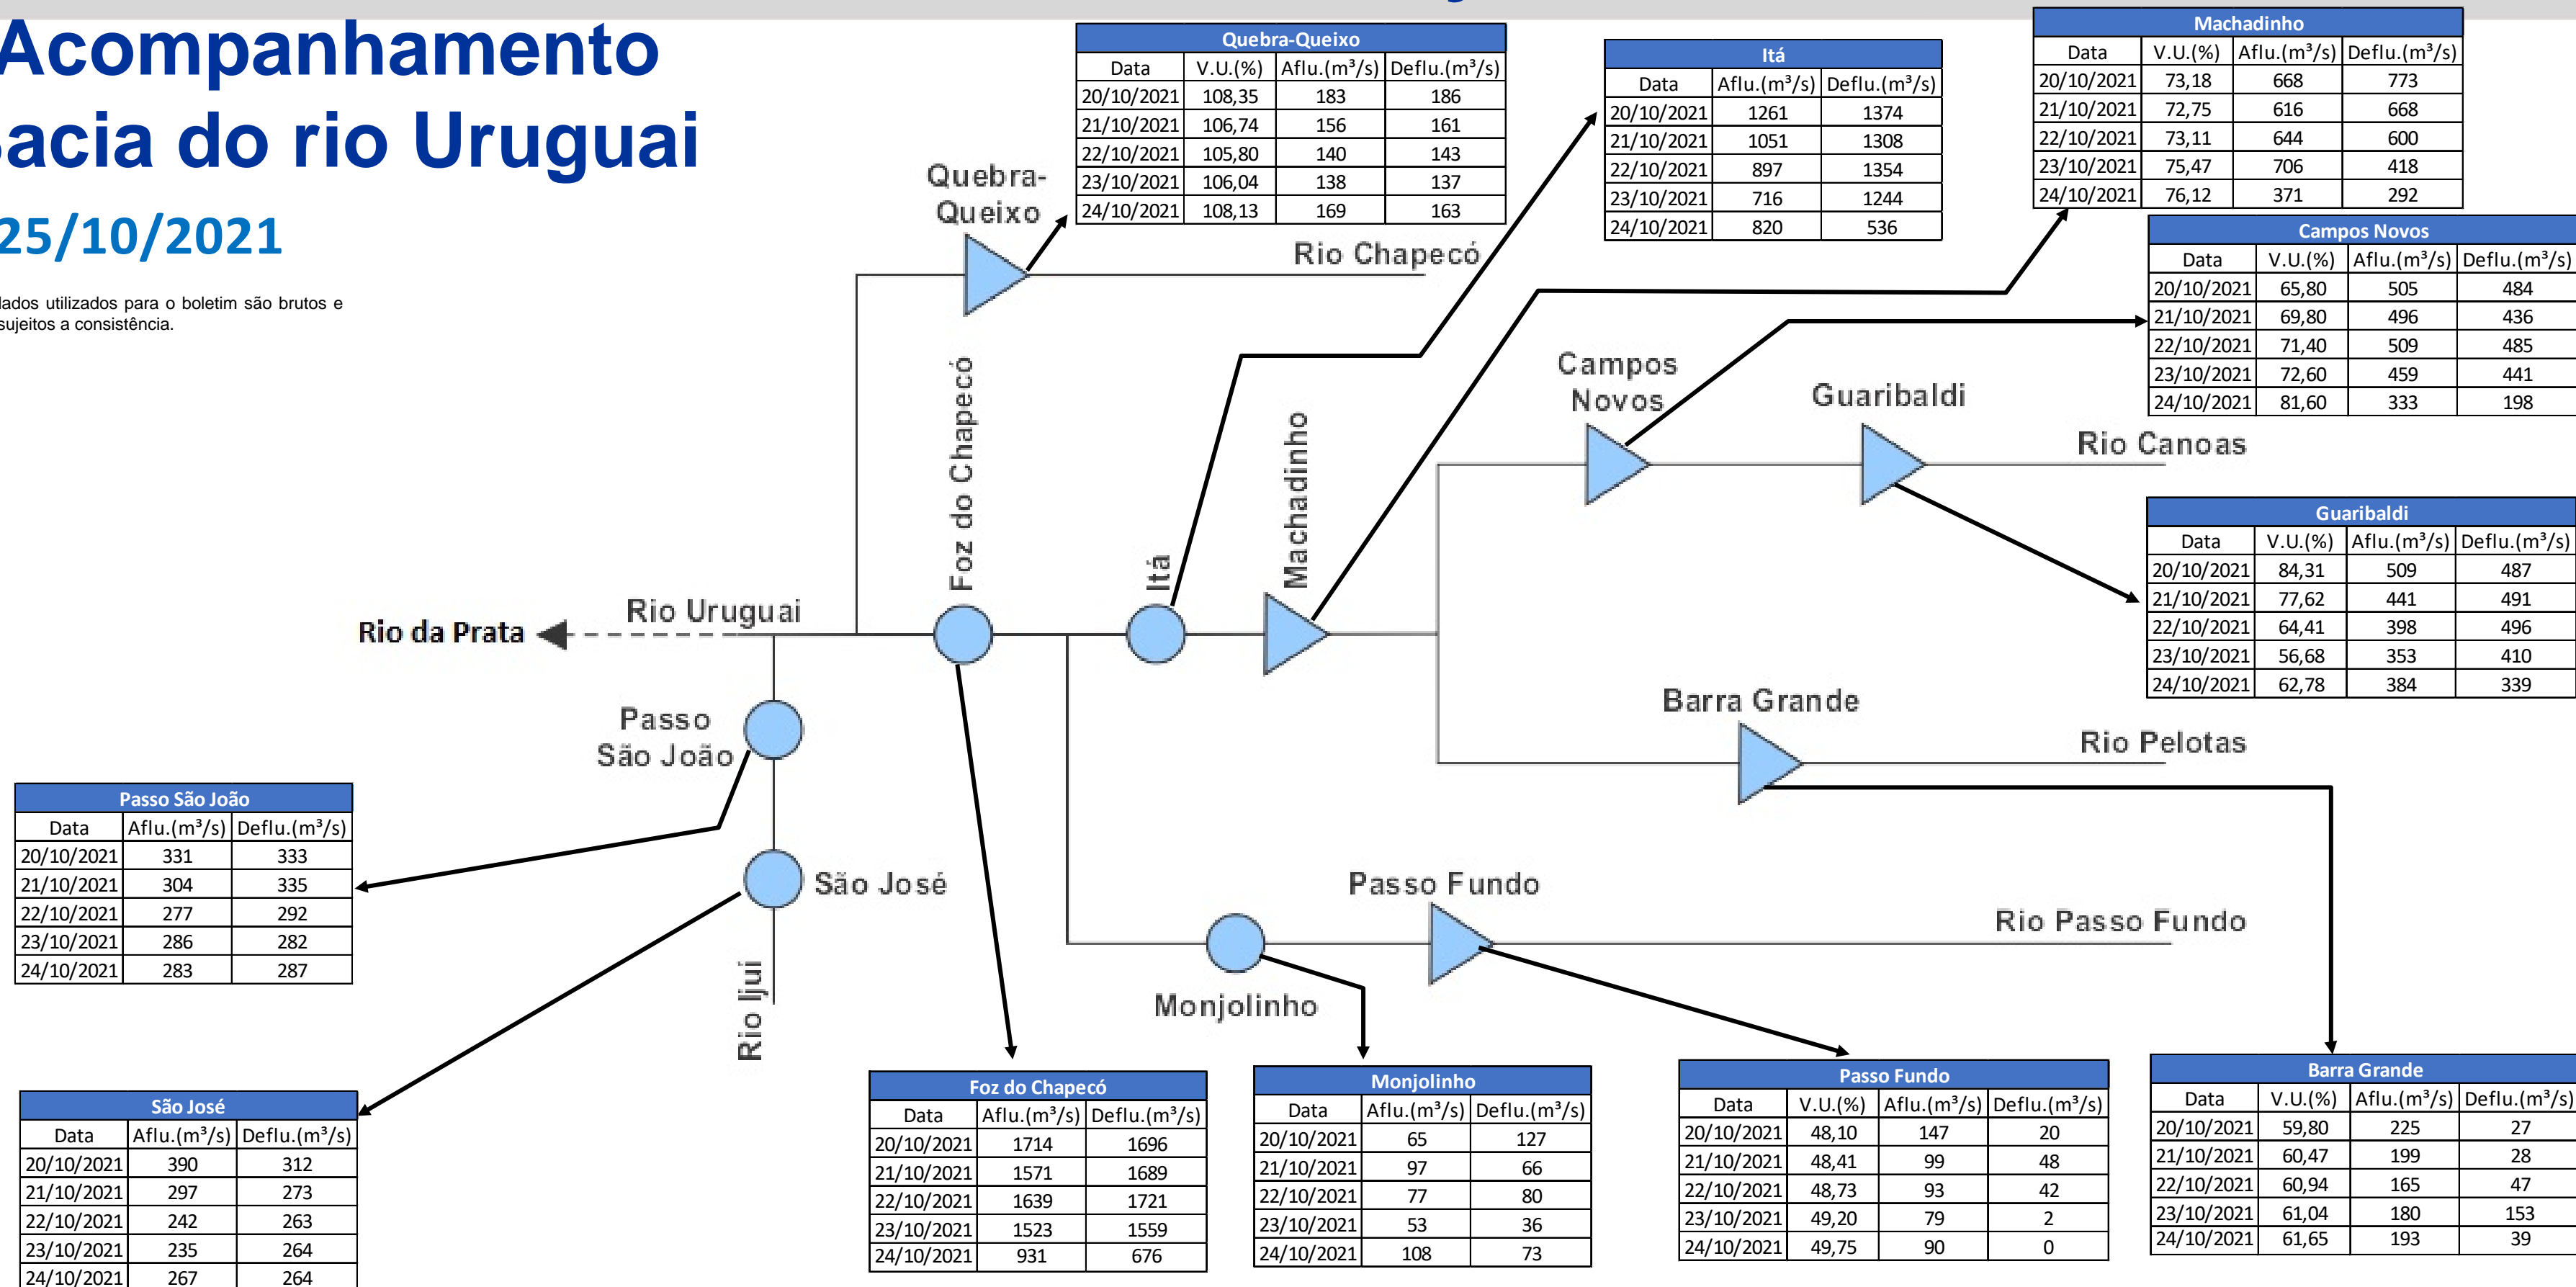 Acompanhamento
acia do rio Uruguai
25/10/2021
lados utilizados para o boletim são brutos e
sujeitos a consistência.
Quebra-Queixo
Data V.U.(%) Aflu.(m³/s) Deflu.(m³/s)
20/10/2021 108,35 183 186
21/10/2021 106,74 156 161
22/10/2021 105,80 140 143
23/10/2021 106,04 138 137
24/10/2021 108,13 169 163
Itá
Data Aflu.(m³/s) Deflu.(m³/s)
20/10/2021 1261 1374
21/10/2021 1051 1308
22/10/2021 897 1354
23/10/2021 716 1244
24/10/2021 820 536
Machadinho
Data V.U.(%) Aflu.(m³/s) Deflu.(m³/s)
20/10/2021 73,18 668 773
21/10/2021 72,75 616 668
22/10/2021 73,11 644 600
23/10/2021 75,47 706 418
24/10/2021 76,12 371 292
Campos Novos
Data V.U.(%) Aflu.(m³/s) Deflu.(m³/s)
20/10/2021 65,80 505 484
21/10/2021 69,80 496 436
22/10/2021 71,40 509 485
23/10/2021 72,60 459 441
24/10/2021 81,60 333 198
Quebra-
Queixo
Rio Chapecó
Foz do Chapecó
Itá
Machadinho
Campos
Novos
Guaribaldi
Rio Canoas
Guaribaldi
Data V.U.(%) Aflu.(m³/s) Deflu.(m³/s)
20/10/2021 84,31 509 487
21/10/2021 77,62 441 491
22/10/2021 64,41 398 496
23/10/2021 56,68 353 410
24/10/2021 62,78 384 339
Rio da Prata
Rio Uruguai
Barra Grande
Rio Pelotas
Passo
São João
São José
Rio Ijuí
Passo Fundo
Rio Passo Fundo
Monjolinho
Passo São João
Data Aflu.(m³/s) Deflu.(m³/s)
20/10/2021 331 333
21/10/2021 304 335
22/10/2021 277 292
23/10/2021 286 282
24/10/2021 283 287
São José
Data Aflu.(m³/s) Deflu.(m³/s)
20/10/2021 390 312
21/10/2021 297 273
22/10/2021 242 263
23/10/2021 235 264
24/10/2021 267 264
Foz do Chapecó
Data Aflu.(m³/s) Deflu.(m³/s)
20/10/2021 1714 1696
21/10/2021 1571 1689
22/10/2021 1639 1721
23/10/2021 1523 1559
24/10/2021 931 676
Monjolinho
Data Aflu.(m³/s) Deflu.(m³/s)
20/10/2021 65 127
21/10/2021 97 66
22/10/2021 77 80
23/10/2021 53 36
24/10/2021 108 73
Passo Fundo
Data V.U.(%) Aflu.(m³/s) Deflu.(m³/s)
20/10/2021 48,10 147 20
21/10/2021 48,41 99 48
22/10/2021 48,73 93 42
23/10/2021 49,20 79 2
24/10/2021 49,75 90 0
Barra Grande
Data V.U.(%) Aflu.(m³/s) Deflu.(m³/s)
20/10/2021 59,80 225 27
21/10/2021 60,47 199 28
22/10/2021 60,94 165 47
23/10/2021 61,04 180 153
24/10/2021 61,65 193 39